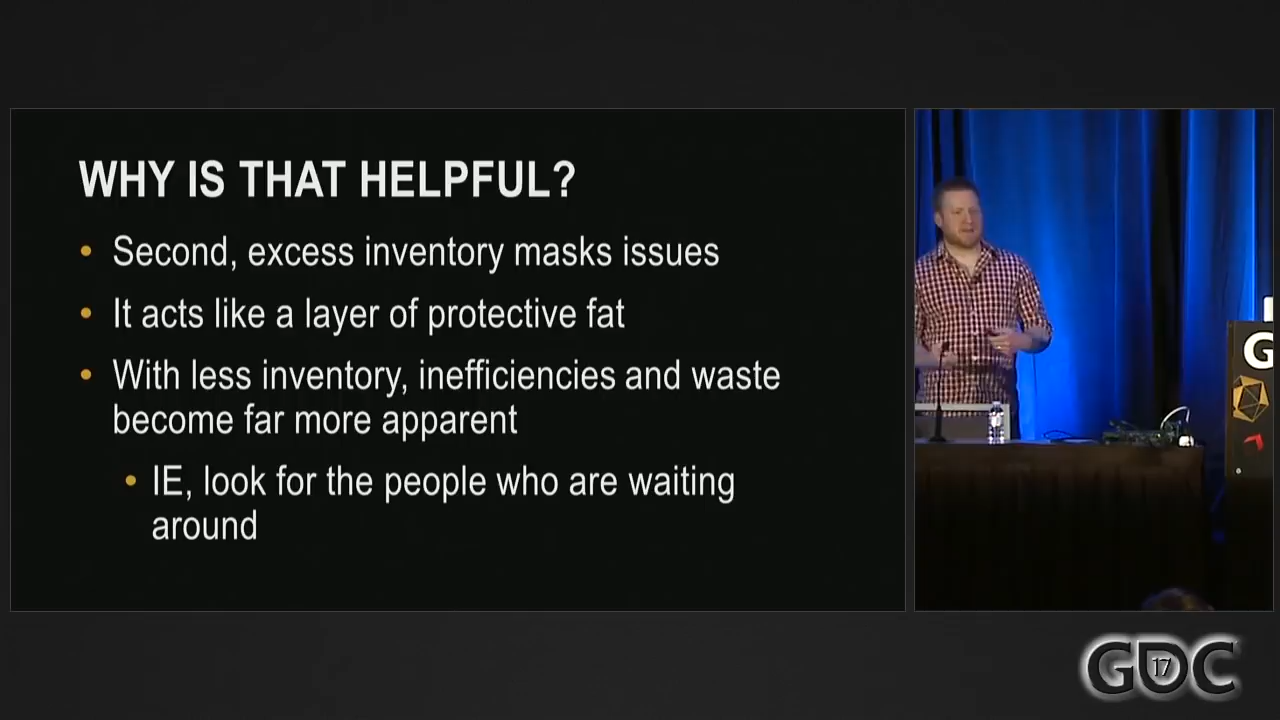 WHY IS THAT HELPFUL?
• Second, excess inventory masks issues
• It acts like a layer of protective fat
• With less inventory, inefficiencies and waste
become far more apparent
• IE, look for the people who are waiting
around
G
GDC
17